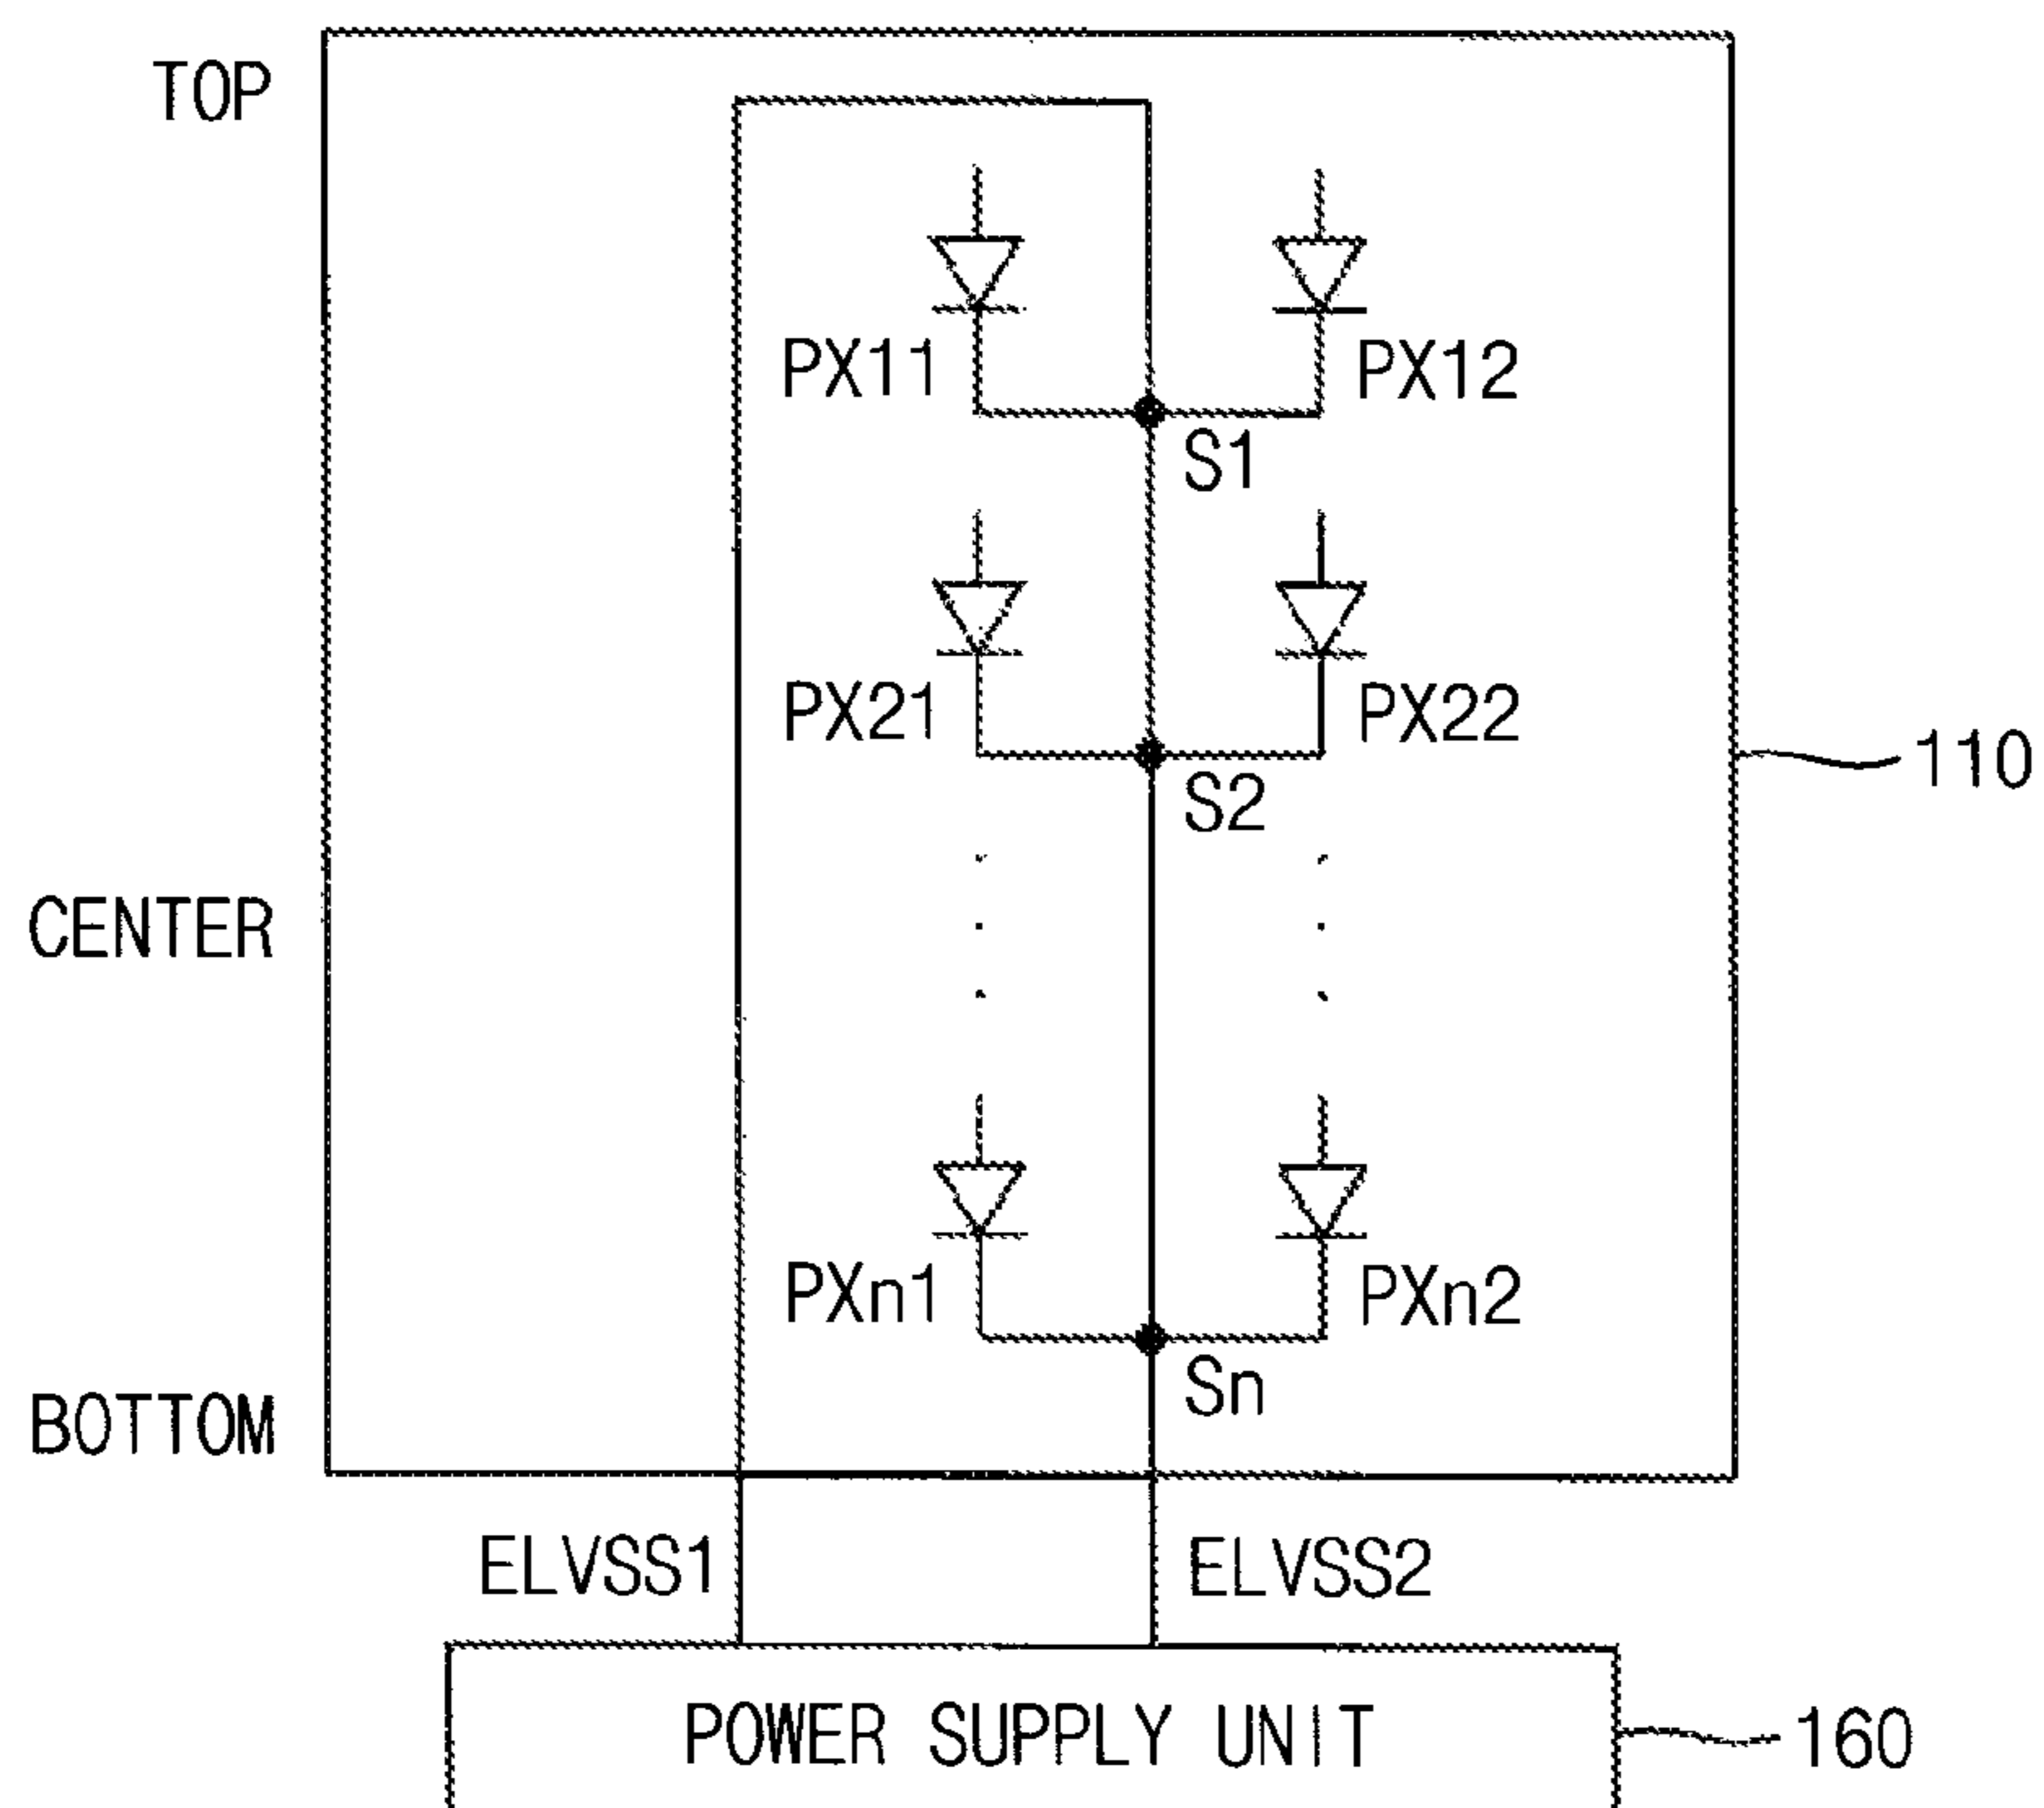 TOP
PX11
PX12
S1
PX21
PX22
S2
110
CENTER
PXn1
PXn2
Sn
BOTTOM
ELVSS1
ELVSS2
POWER SUPPLY UNIT
160